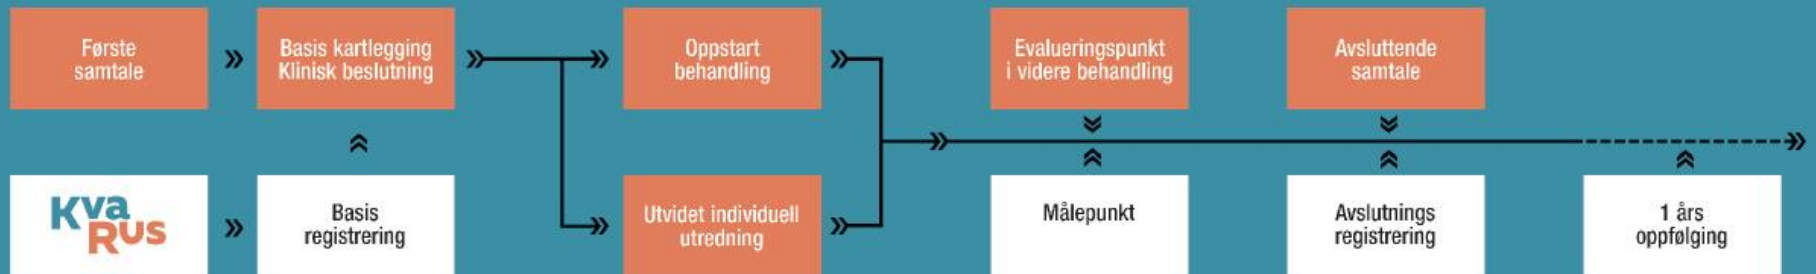 Første
samtale
Basis kartlegging
Klinisk beslutning
Oppstart
behandling
Evalueringspunkt
i videre behandling
Avsluttende
samtale
Kva
RUS
Basis
registrering
Utvidet individuell
utredning
Målepunkt
Avslutnings
registrering
1 års
oppfølging